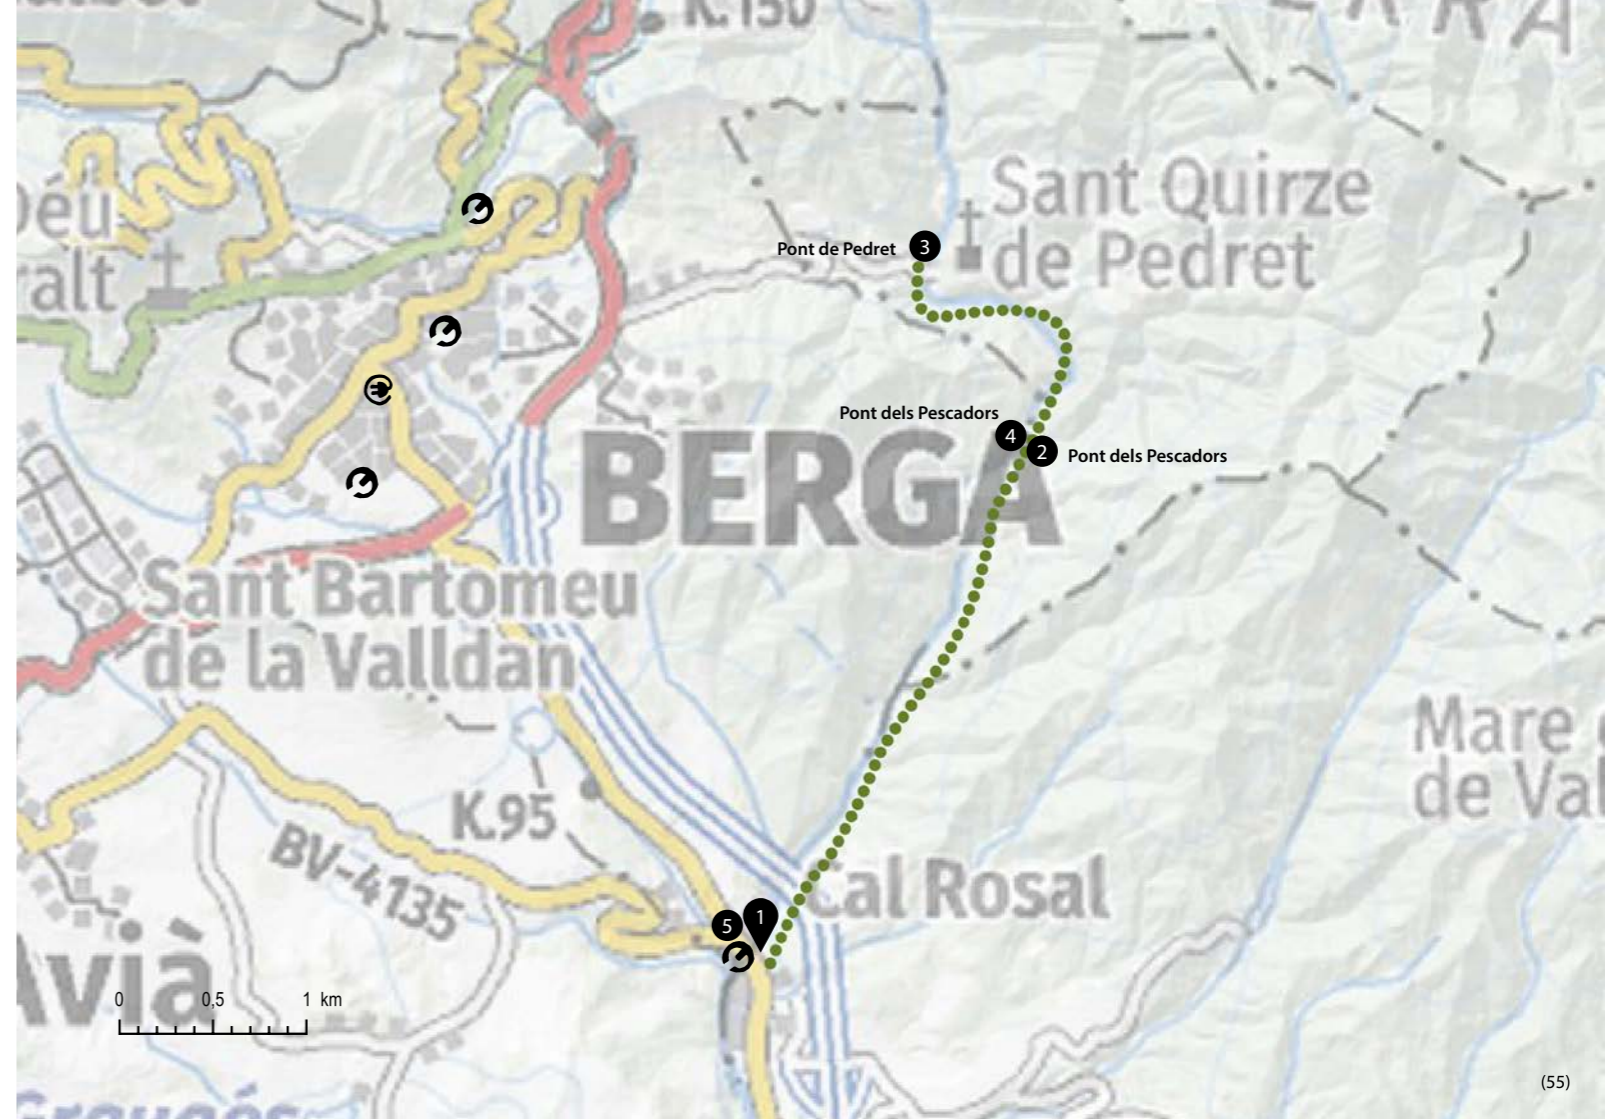 K.150
Sant Quirze
de Pedret
Déu
ralt
Pont de Pedret
3
Pont dels Pescadors
4
2
Pont dels Pescadors
BERGA
Sant Bartomeu
de la Valldan
Mare
de Val
K.95
BV-4135
Cal Rosal
5
1
Avià
0 0,5 1 km
(55)